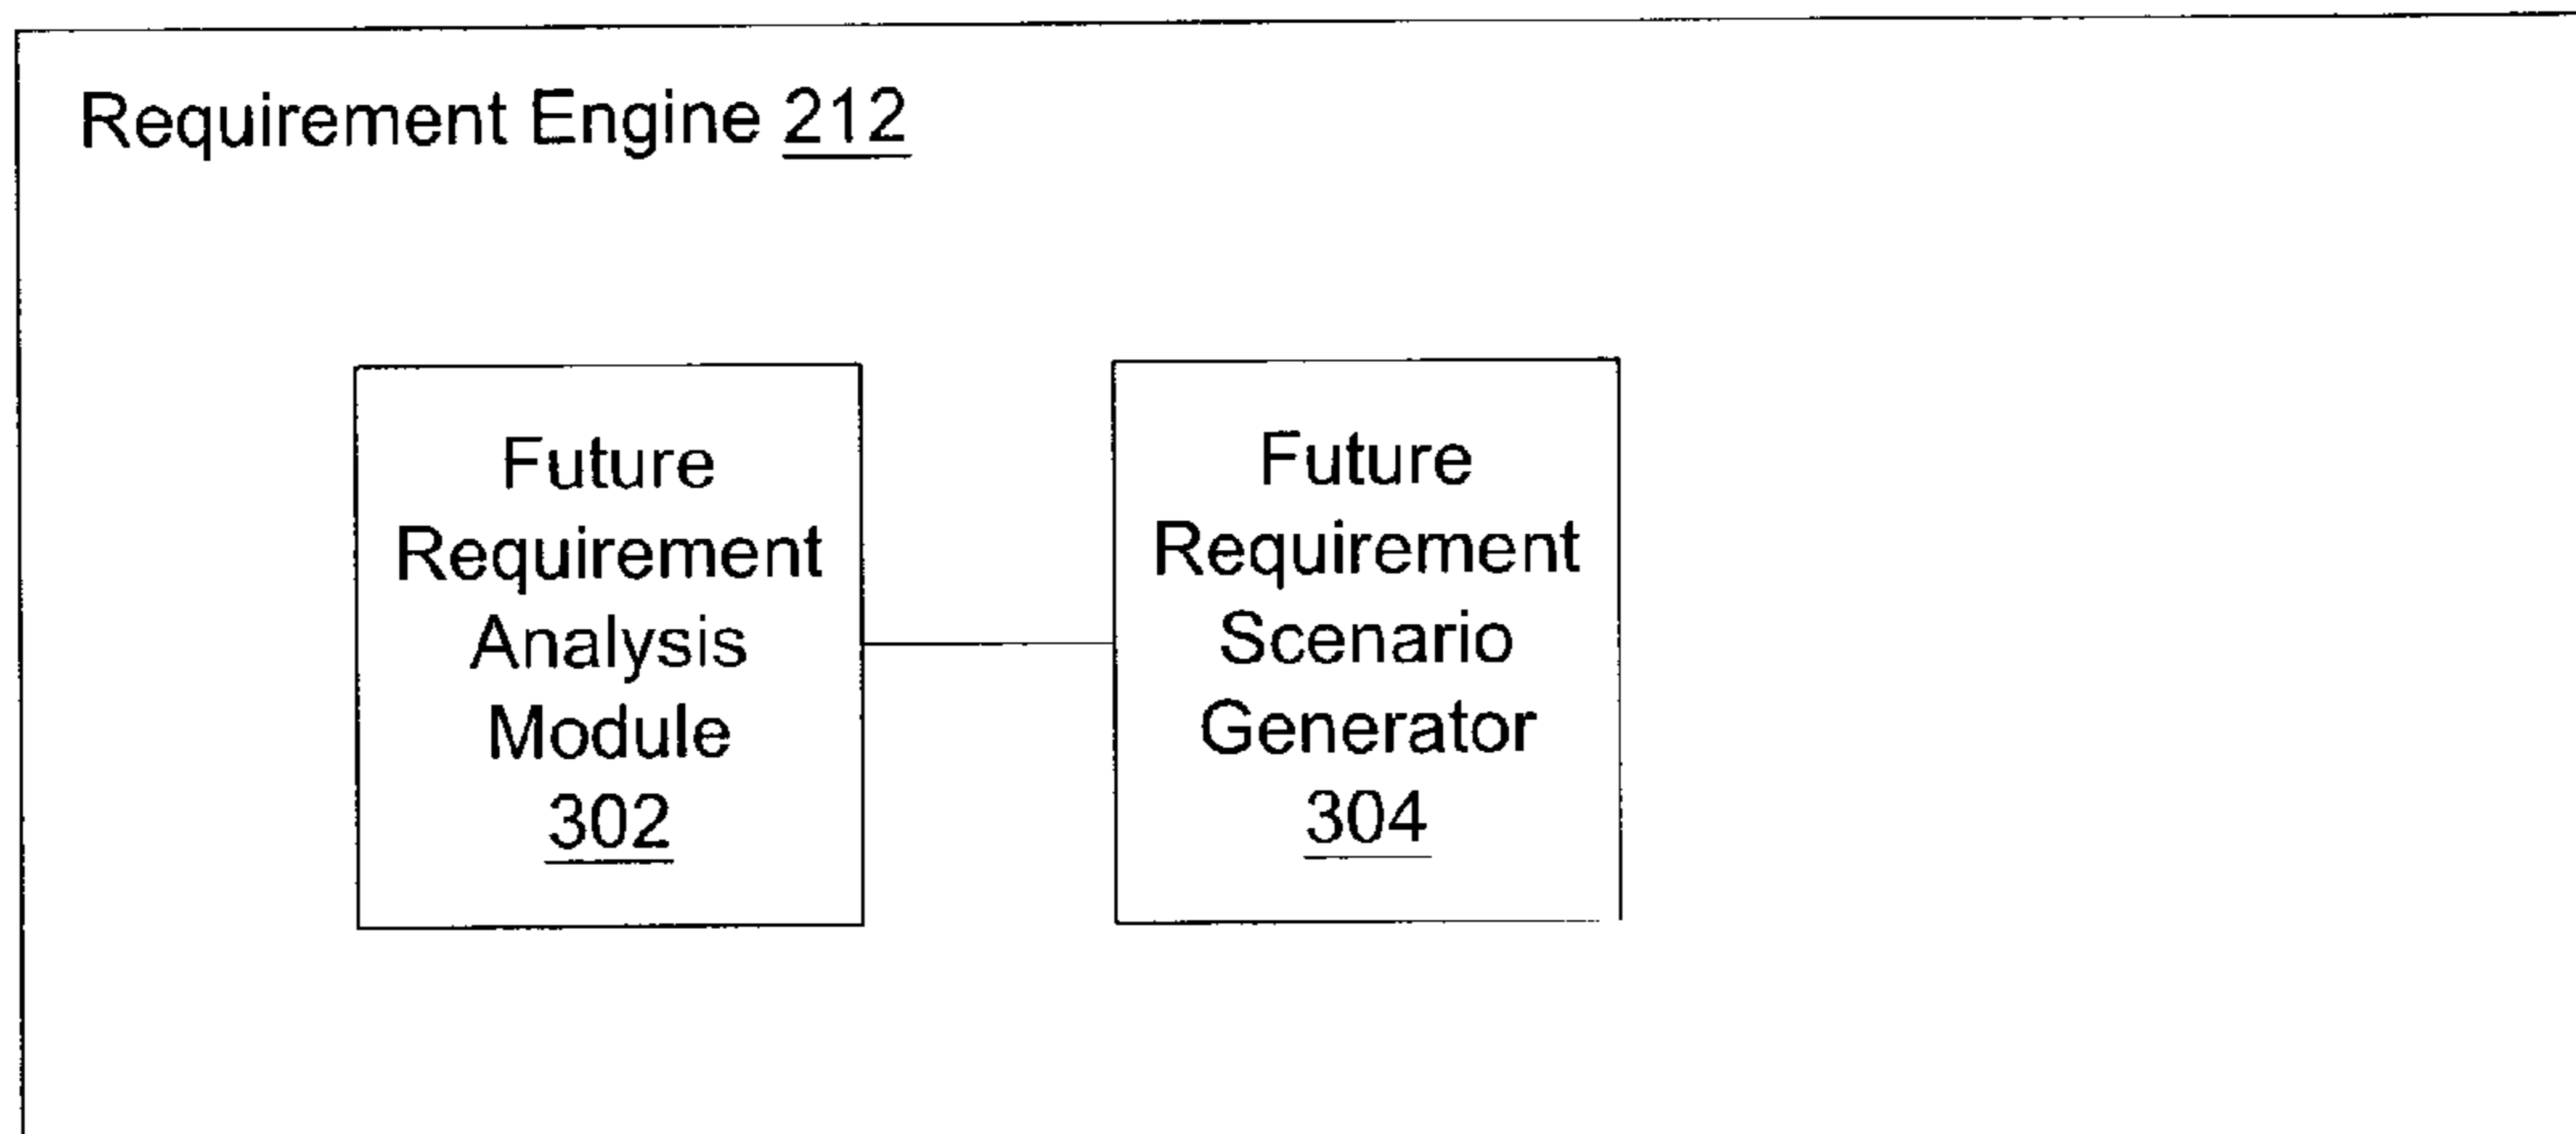 Requirement Engine 212
Future
Requirement
Analysis
Module
302
Future
Requirement
Scenario
Generator
304